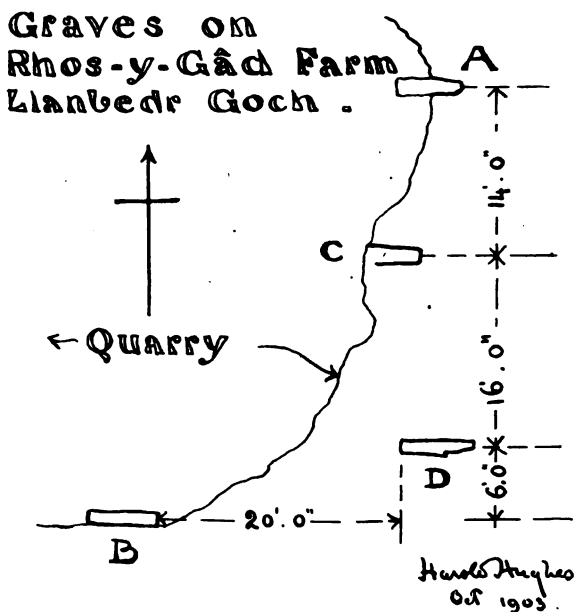 Graves on
Rhos-y-Gâd Farm
Llanbedr Goch.
A
14'.0"
C
← Quarry
16'.0"
D
6'.0"
20'.0"
B
Harold Hughes
Oct 1903.